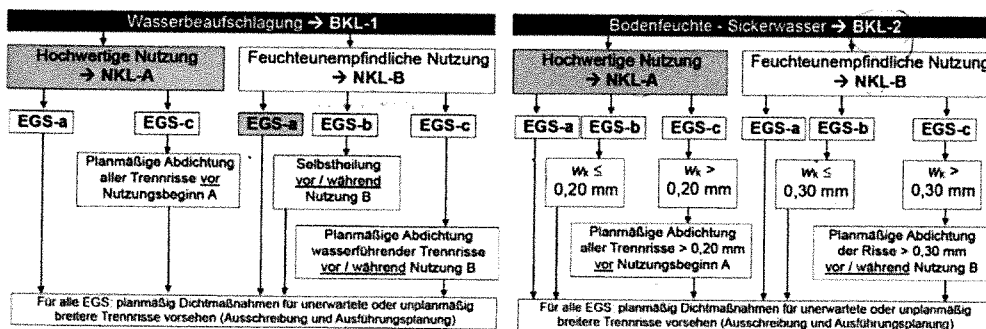 Wasserbeaufschlagung → BKL-1
Hochwertige Nutzung
→ NKL-A
Feuchteunempfindliche Nutzung
→ NKL-B
EGS-a
EGS-c
EGS-a
EGS-b
EGS-c
Planmäßige Abdichtung
aller Trennrisse vor
Nutzungsbeginn A
Selbstheilung
vor / während
Nutzung B
Planmäßige Abdichtung
wasserführender Trennrisse
vor / während Nutzung B
Für alle EGS: planmäßig Dichtmaßnahmen für unerwartete oder unplanmäßig
breitere Trennrisse vorsehen (Ausschreibung und Ausführungsplanung)
Bodenfeuchte - Sickerwasser → BKL-2
Hochwertige Nutzung
→ NKL-A
Feuchteunempfindliche Nutzung
→ NKL-B
EGS-a
EGS-b
EGS-c
EGS-a
EGS-b
EGS-c
wk ≤
0,20 mm
wk >
0,20 mm
wk ≤
0,30 mm
wk >
0,30 mm
Planmäßige Abdichtung
aller Trennrisse > 0,20 mm
vor Nutzungsbeginn A
Planmäßige Abdichtung
der Risse > 0,30 mm
vor / während Nutzung B
Für alle EGS: planmäßig Dichtmaßnahmen für unerwartete oder unplanmäßig
breitere Trennrisse vorsehen (Ausschreibung und Ausführungsplanung)